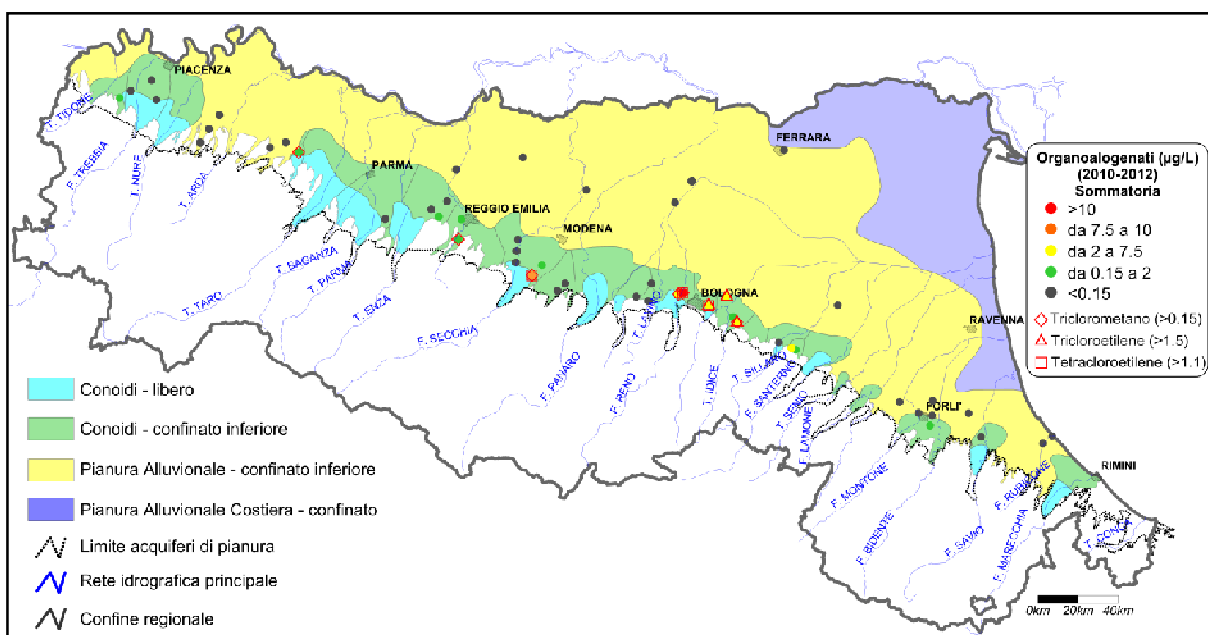 PIACENZA
T. TIDONE
F. TREBBIA
T. NURE
T. ARDA
PARMA
REGGIO EMILIA
MODENA
FERRARA
BOLOGNA
RAVENNA
FORLI'
RIMINI
F. TARO
T. BAGANZA
T. PARMA
T. ENZA
F. SECCHIA
F. PANARO
F. RENO
T. IDICE
T. SILLARO
F. SANTERNO
T. SENIO
F. LAMONE
F. MONTONE
F. BIDENTE
F. SAVIO
F. RUBICONE
F. MARECCHIA
T. CONCA
Organoalogenati (µg/L)
(2010-2012)
Sommatoria
>10
da 7.5 a 10
da 2 a 7.5
da 0.15 a 2
<0.15
Triclorometano (>0.15)
Tricloroetilene (>1.5)
Tetracloroetilene (>1.1)
Conoidi - libero
Conoidi - confinato inferiore
Pianura Alluvionale - confinato inferiore
Pianura Alluvionale Costiera - confinato
Limite acquiferi di pianura
Rete idrografica principale
Confine regionale
0km 20km 40km